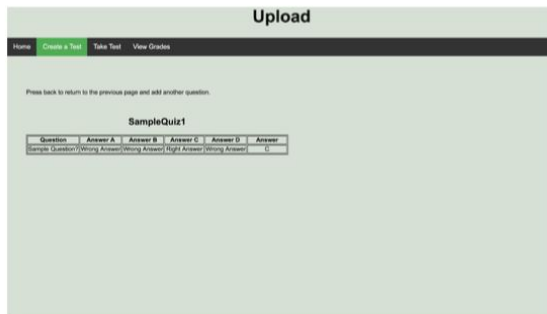 Upload
Home Create a Test Take Test View Grades
Press back to return to the previous page and add another question.
SampleQuiz1
Question Answer A Answer B Answer C Answer D Answer
Sample Question? Wrong Answer Wrong Answer Right Answer Wrong Answer C